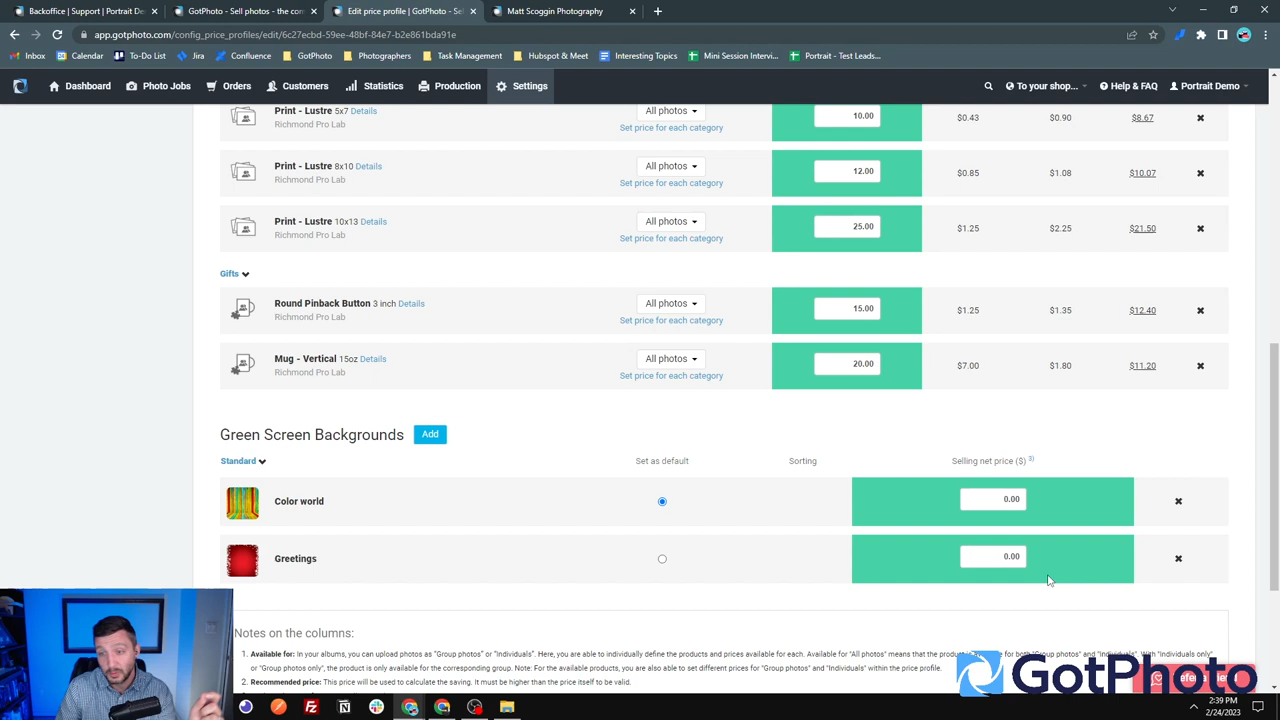 Backoffice | Support | Portrait De
GotPhoto - Your school photo so
Edit price profile | GotPhoto - Sel
Matt Scoggin Photography
app.gotphoto.com/config_price_profiles/edit/6c27ecbd-59ee-48bf-84e7-b2e861bda91e
Inbox Calendar To-Do List Jira Confluence GotPhoto Photographers Task Management Hubspot & Meet Interesting Topics Mini Session Intervi... Portrait - Test Leads...
Dashboard Photo Jobs Orders Customers Statistics Production Settings To your shop... Help & FAQ Portrait Demo
Print - Lustre 5x7 Details All photos 10.00 $0.43 $0.90 $8.67
Richmond Pro Lab Set price for each category
Print - Lustre 8x10 Details All photos 12.00 $0.85 $1.08 $10.07
Richmond Pro Lab Set price for each category
Print - Lustre 10x13 Details All photos 25.00 $1.25 $2.25 $21.50
Richmond Pro Lab Set price for each category
Gifts
Round Pinback Button 3 inch Details All photos 15.00 $1.25 $1.35 $12.40
Richmond Pro Lab Set price for each category
Mug - Vertical 15oz Details All photos 20.00 $7.00 $1.80 $11.20
Richmond Pro Lab Set price for each category
Green Screen Backgrounds Add
Standard Set as default Sorting Selling net price ($) 3)
Color world 0.00
Greetings 0.00
Notes on the columns:
1. Available for: In your albums, you can upload photos as "Group photos" or "Individuals". Here, you are able to individually define the products and prices available for each. Available for "All photos" means that the
or "Group photos only", the product is only available for the corresponding group. Note: For the available products, you are also able to set different prices for "Group photos" and "Individuals" within the price profile.
2. Recommended price: This price will be used to calculate the saving. It must be higher than the price itself to be valid.
GotPhoto
2:39 PM
2/24/2023